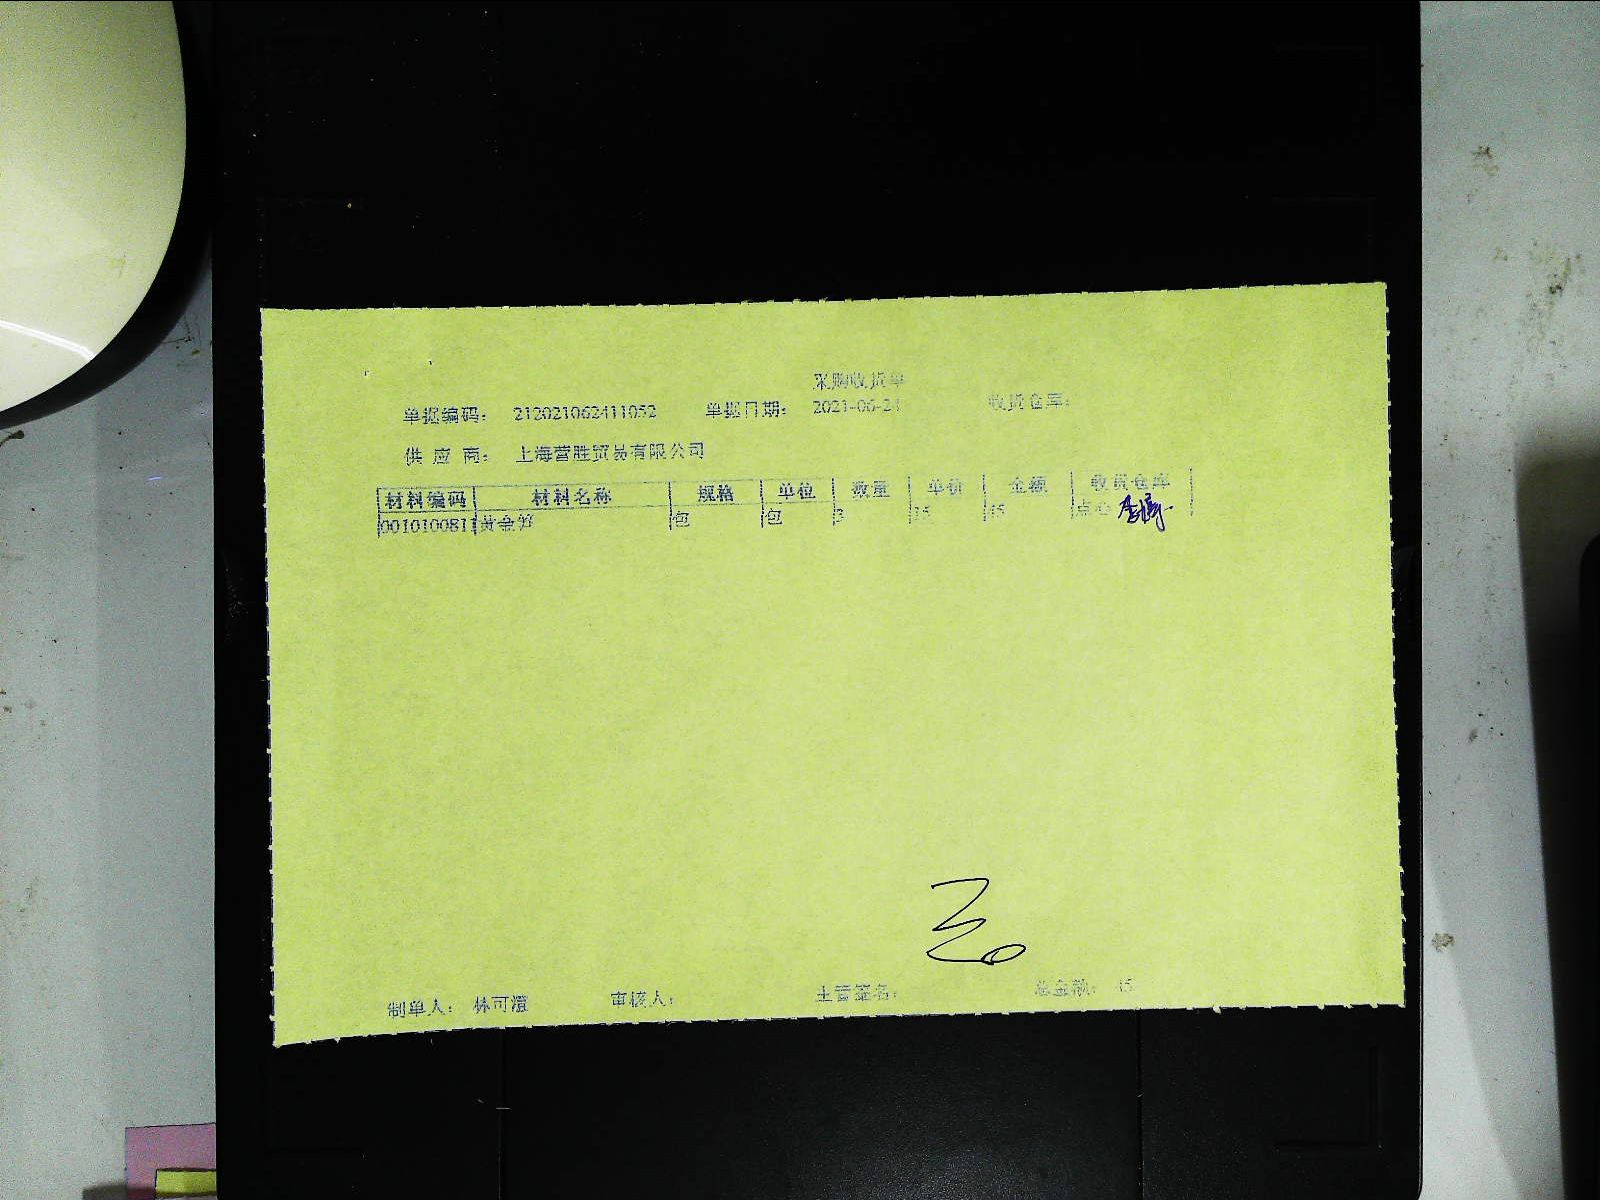 采购收货单
单据编码： 212021062411052 单据日期： 2021-06-24 收货仓库：
供 应 商： 上海营胜贸易有限公司
材料编码 材料名称 规格 单位 数量 单价 金额 收货仓库
0010100811 黄金 包 包 3 15 45 点心
制单人： 林可 审核人： 主管签名： 总金额： 45